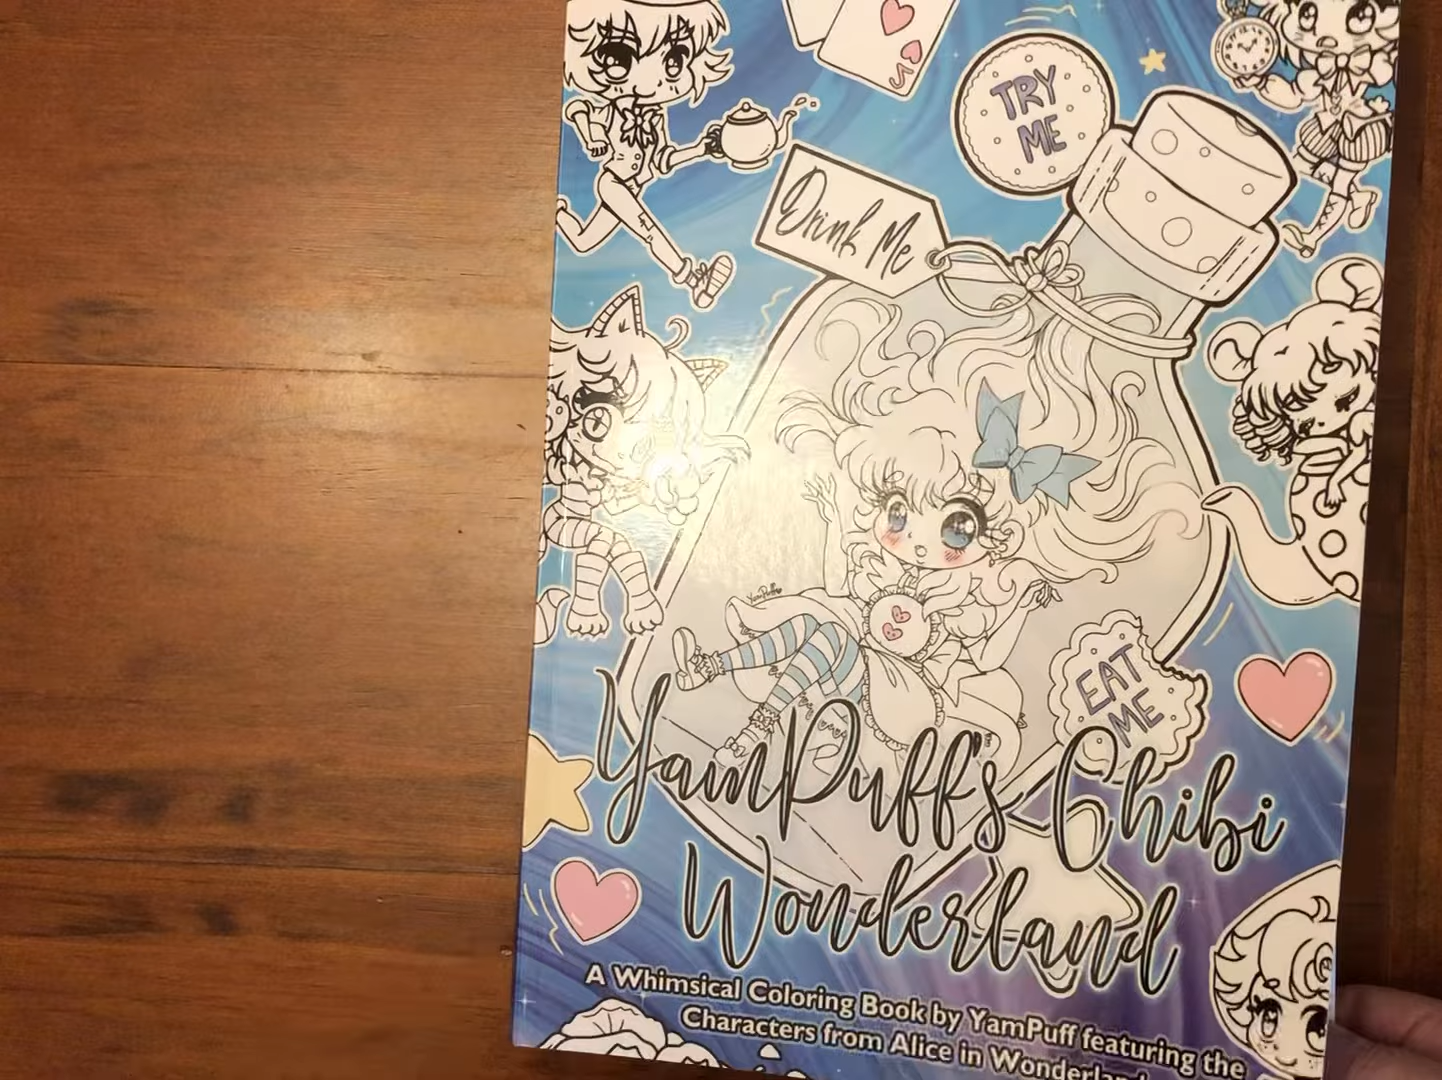 TRY
ME
Drink Me
YamPuff
EAT
ME
YamPuff's Chibi
Wonderland
A Whimsical Coloring Book by YamPuff featuring the
Characters from Alice in Wonderland